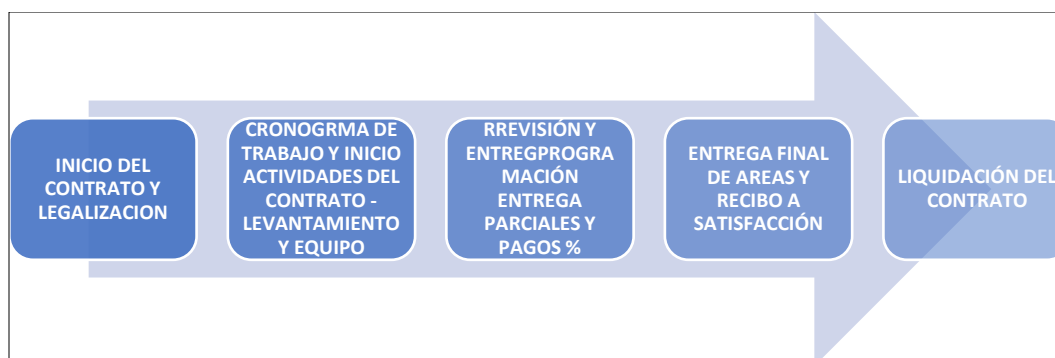 INICIO DEL
CONTRATO Y
LEGALIZACION
CRONOGRMA DE
TRABAJO Y INICIO
ACTIVIDADES DEL
CONTRATO -
LEVANTAMIENTO
Y EQUIPO
RREVISIÓN Y
ENTREGPROGRA
MACIÓN
ENTREGA
PARCIALES Y
PAGOS %
ENTREGA FINAL
DE AREAS Y
RECIBO A
SATISFACCIÓN
LIQUIDACIÓN DEL
CONTRATO